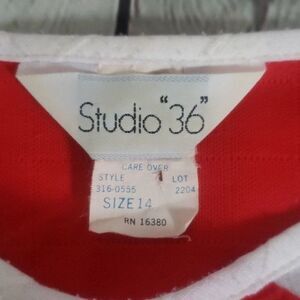 Studio "36"
CARE OVER
STYLE LOT
316-0555 2204
SIZE 14
RN 16380